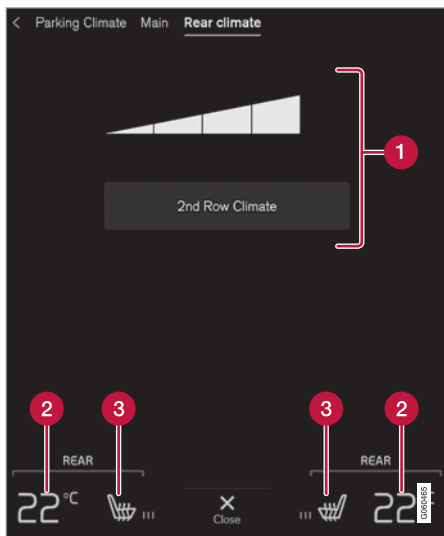 < Parking Climate Main Rear climate
1
2nd Row Climate
2 3 3 2
REAR REAR
22°C 22
Close
G060465